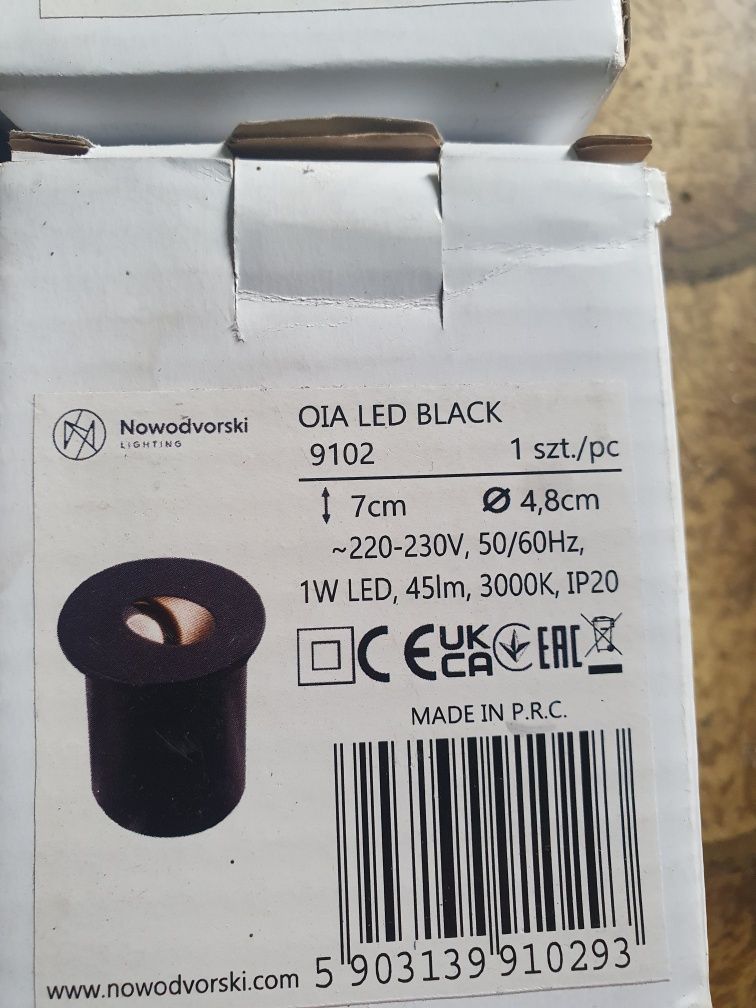 Nowodvorski
LIGHTING
OIA LED BLACK
9102 1 szt./pc
7cm Ø 4,8cm
~220-230V, 50/60Hz,
1W LED, 45lm, 3000K, IP20
CE UK CA EAC
MADE IN P.R.C.
5 903139 910293
www.nowodvorski.com